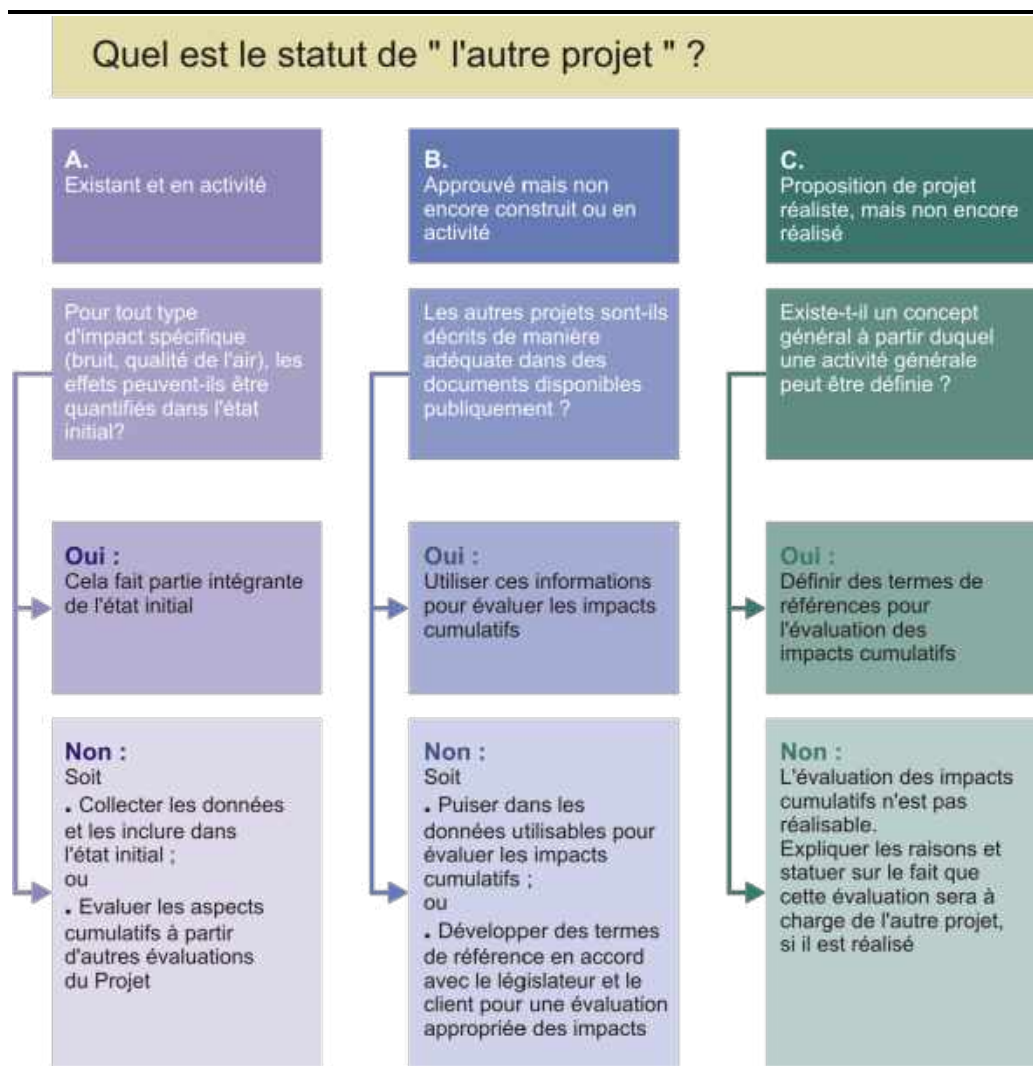 Quel est le statut de " l'autre projet " ?
A.
Existant et en activité
Pour tout type
d'impact spécifique
(bruit, qualité de l'air), les
effets peuvent-ils être
quantifiés dans l'état
initial?
Oui :
Cela fait partie intégrante
de l'état initial
Non :
Soit
. Collecter les données
et les inclure dans
l'état initial ;
ou
. Evaluer les aspects
cumulatifs à partir
d'autres évaluations
du Projet
B.
Approuvé mais non
encore construit ou en
activité
Les autres projets sont-ils
décrits de manière
adéquate dans des
documents disponibles
publiquement ?
Oui :
Utiliser ces informations
pour évaluer les impacts
cumulatifs
Non :
Soit
. Puiser dans les
données utilisables pour
évaluer les impacts
cumulatifs ;
ou
. Développer des termes
de référence en accord
avec le législateur et le
client pour une évaluation
appropriée des impacts
C.
Proposition de projet
réaliste, mais non encore
réalisé
Existe-t-il un concept
général à partir duquel
une activité générale
peut être définie ?
Oui :
Définir des termes de
références pour
l'évaluation des
impacts cumulatifs
Non :
L'évaluation des impacts
cumulatifs n'est pas
réalisable.
Expliquer les raisons et
statuer sur le fait que
cette évaluation sera à
charge de l'autre projet,
si il est réalisé